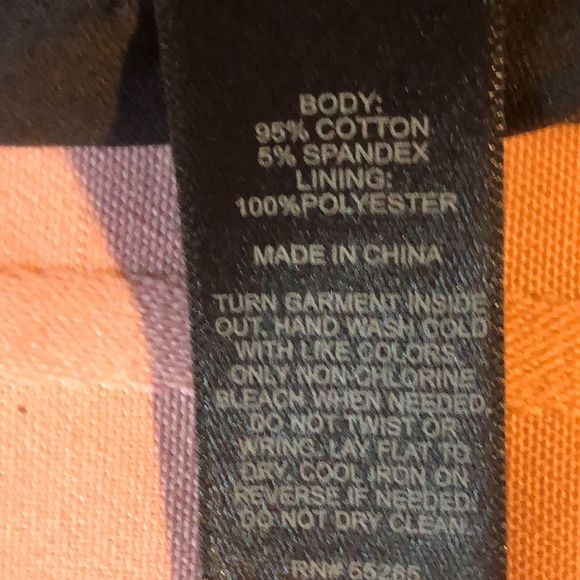 BODY:
95% COTTON
5% SPANDEX
LINING:
100%POLYESTER
MADE IN CHINA
TURN GARMENT INSIDE
OUT. HAND WASH COLD
WITH LIKE COLORS.
ONLY NON-CHLORINE
BLEACH WHEN NEEDED.
DO NOT TWIST OR
WRING. LAY FLAT TO
DRY. COOL IRON ON
REVERSE IF NEEDED.
DO NOT DRY CLEAN.
RN# 55285